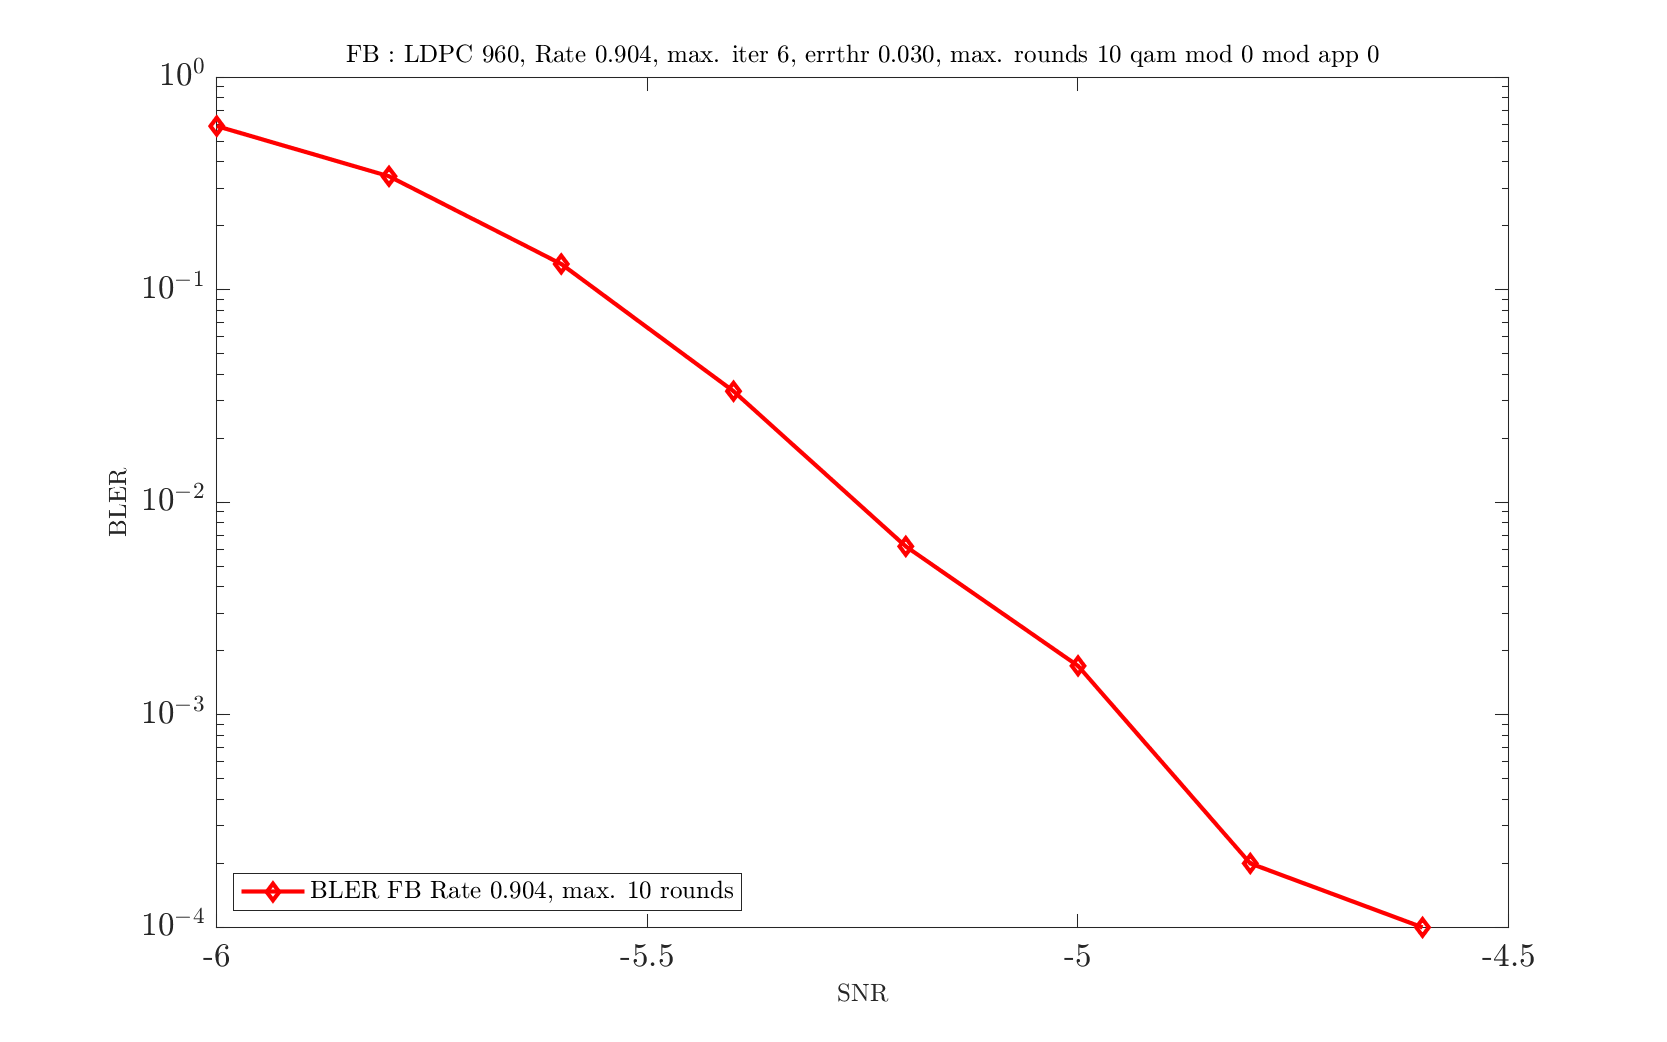 FB : LDPC 960, Rate 0.904, max. iter 6, errthr 0.030, max. rounds 10 qam mod 0 mod app 0
10⁰
10⁻¹
10⁻²
10⁻³
10⁻⁴
BLER
BLER FB Rate 0.904, max. 10 rounds
-6 -5.5 -5 -4.5
SNR